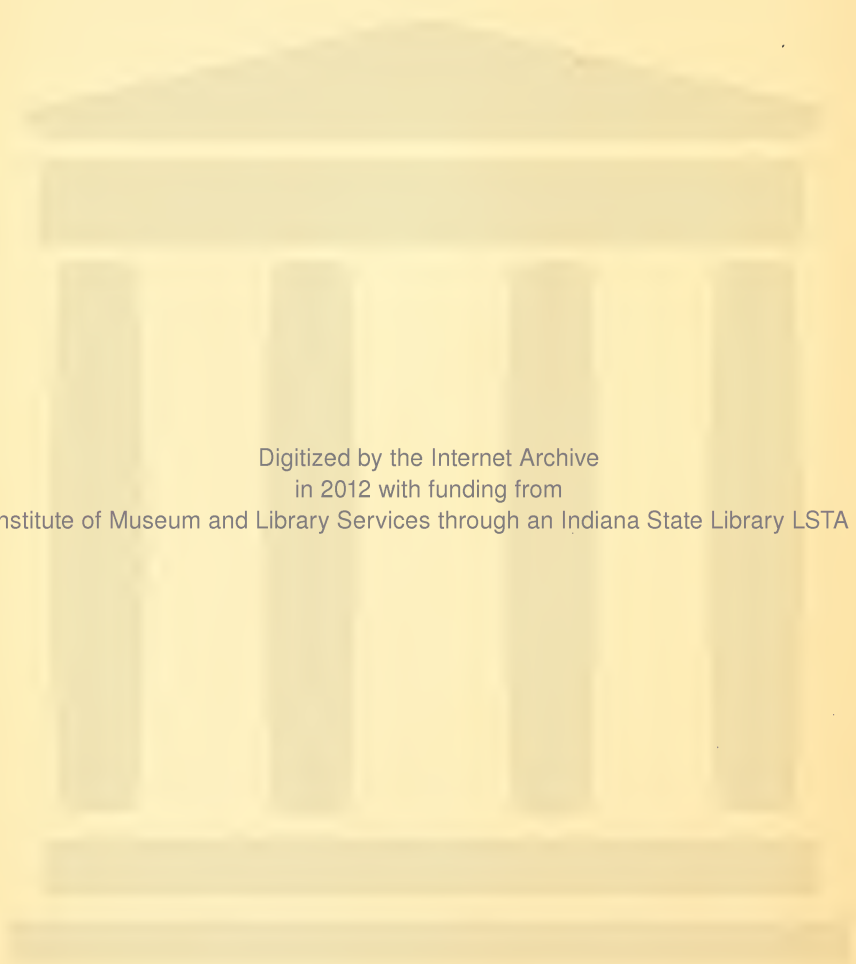 Digitized by the Internet Archive
in 2012 with funding from
nstitute of Museum and Library Services through an Indiana State Library LSTA